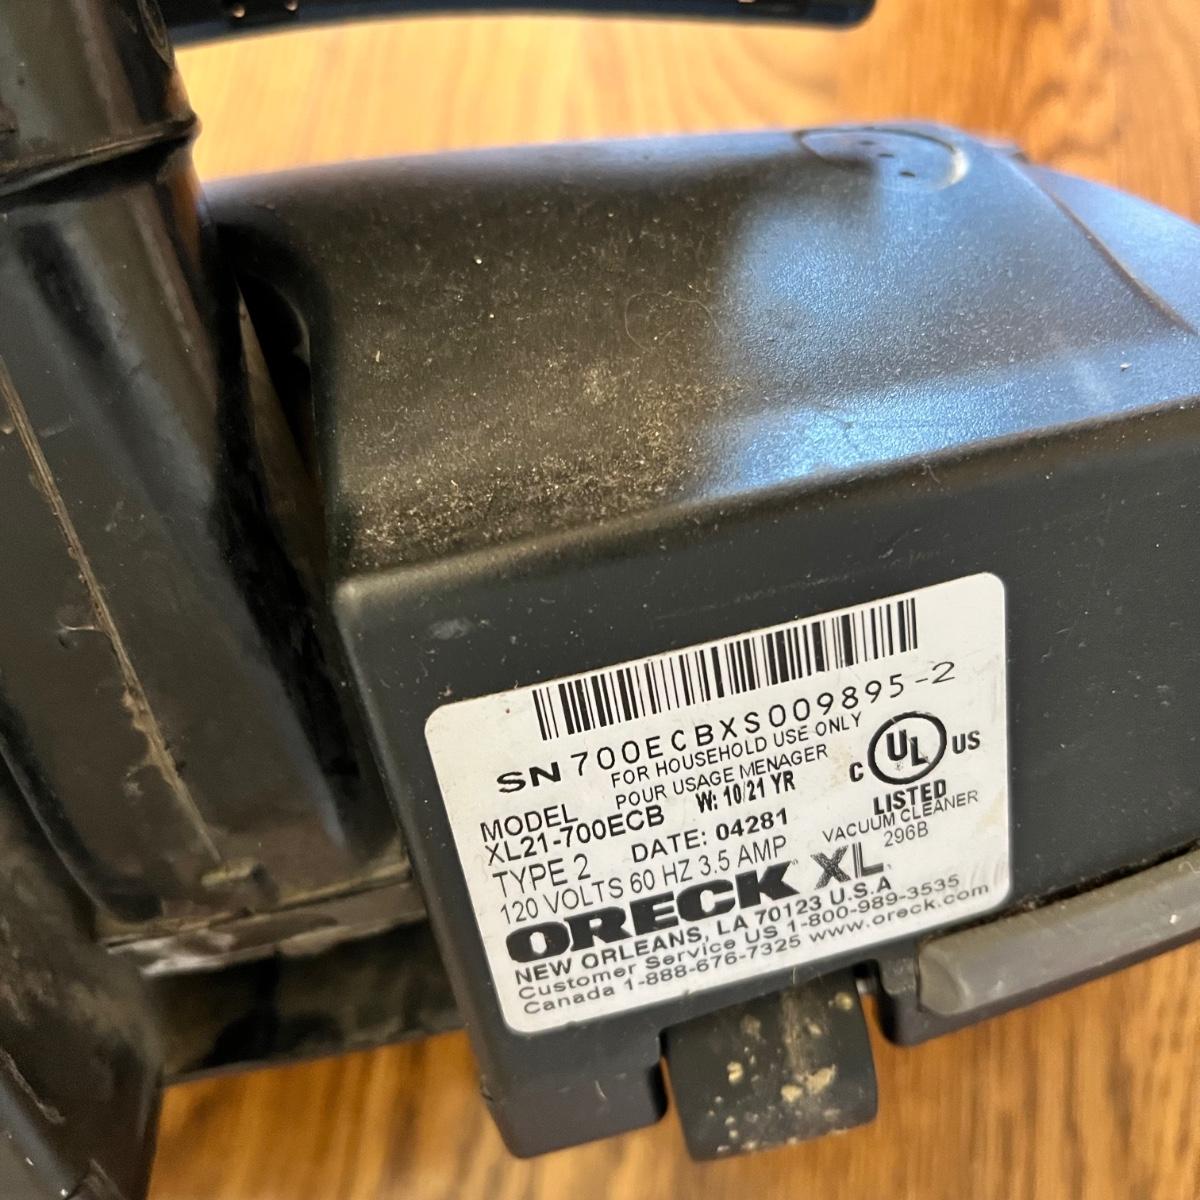 SN 700ECBXS009895-2
FOR HOUSEHOLD USE ONLY
POUR USAGE MENAGER
MODEL
XL21-700ECB W: 10/21 YR
TYPE 2 DATE: 04281
120 VOLTS 60 HZ 3.5 AMP
C UL US
LISTED
VACUUM CLEANER
296B
ORECK XL
NEW ORLEANS, LA 70123 U.S.A
Customer Service US 1-800-989-3535
Canada 1-888-676-7325 www.oreck.com